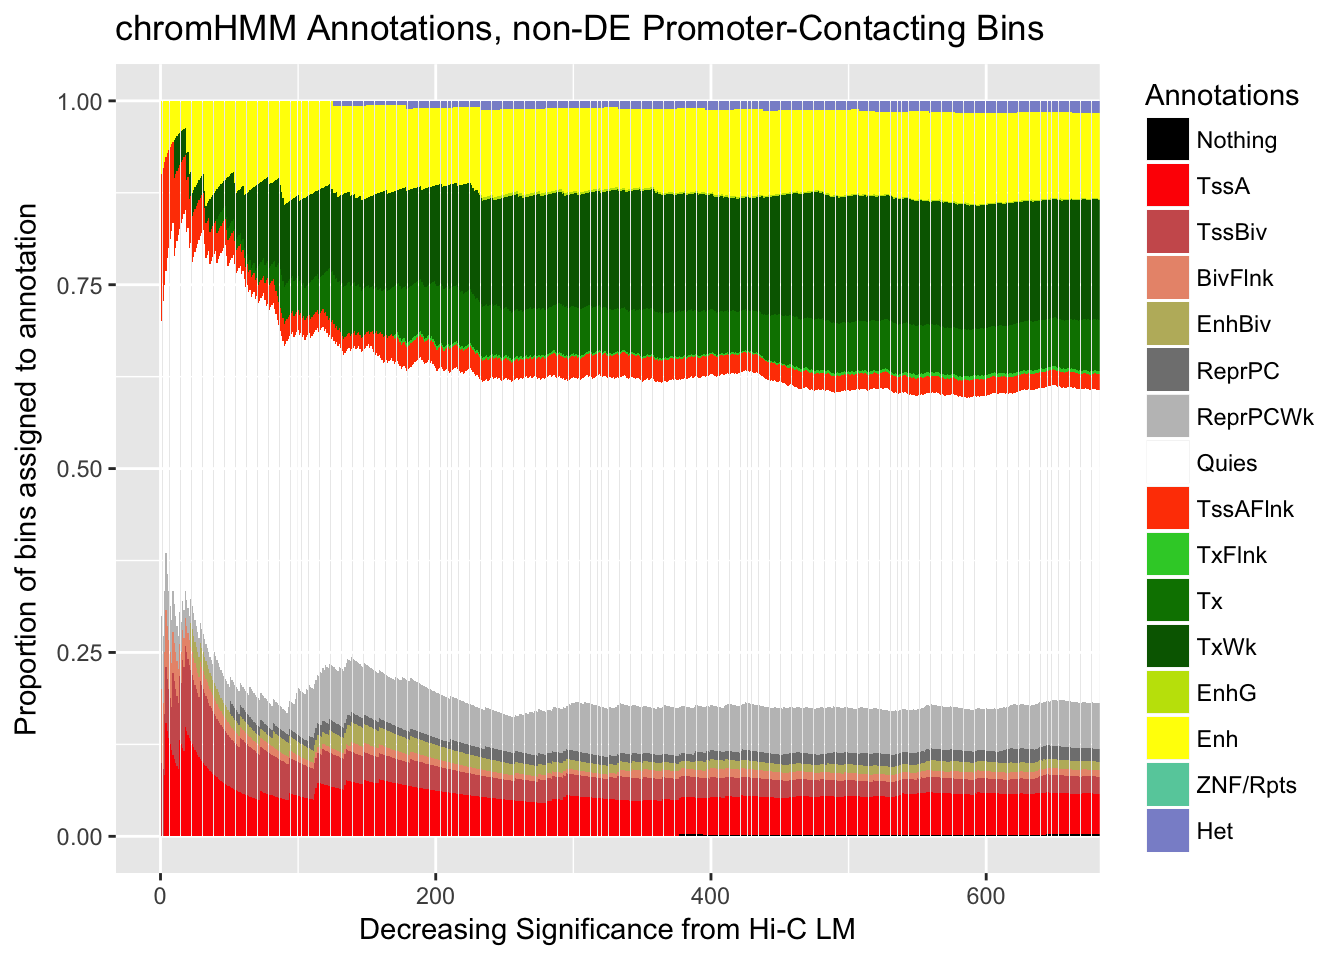 chromHMM Annotations, non-DE Promoter-Contacting Bins
Proportion of bins assigned to annotation
1.00
0.75
0.50
0.25
0.00
0
200
400
600
Decreasing Significance from Hi-C LM
Annotations
Nothing
TssA
TssBiv
BivFlnk
EnhBiv
ReprPC
ReprPCWk
Quies
TssAFlnk
TxFlnk
Tx
TxWk
EnhG
Enh
ZNF/Rpts
Het